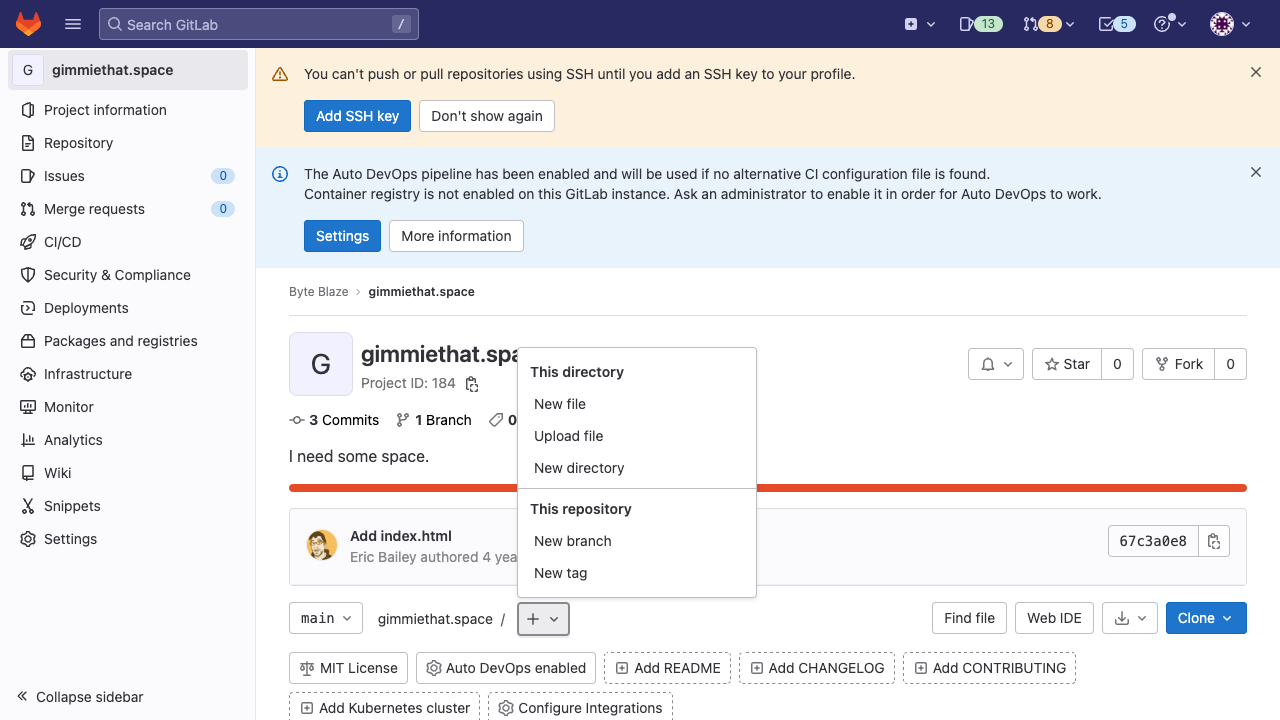 Search GitLab
/
13
8
5
G
gimmiethat.space
Project information
Repository
Issues
0
Merge requests
0
CI/CD
Security & Compliance
Deployments
Packages and registries
Infrastructure
Monitor
Analytics
Wiki
Snippets
Settings
Collapse sidebar
You can't push or pull repositories using SSH until you add an SSH key to your profile.
Add SSH key
Don't show again
The Auto DevOps pipeline has been enabled and will be used if no alternative CI configuration file is found.
Container registry is not enabled on this GitLab instance. Ask an administrator to enable it in order for Auto DevOps to work.
Settings
More information
Byte Blaze
gimmiethat.space
G
gimmiethat.spa
Project ID: 184
Star
0
Fork
0
3 Commits
1 Branch
0
I need some space.
This directory
New file
Upload file
New directory
This repository
New branch
New tag
Add index.html
Eric Bailey authored 4 yea
67c3a0e8
main
gimmiethat.space /
Find file
Web IDE
Clone
MIT License
Auto DevOps enabled
Add README
Add CHANGELOG
Add CONTRIBUTING
Add Kubernetes cluster
Configure Integrations